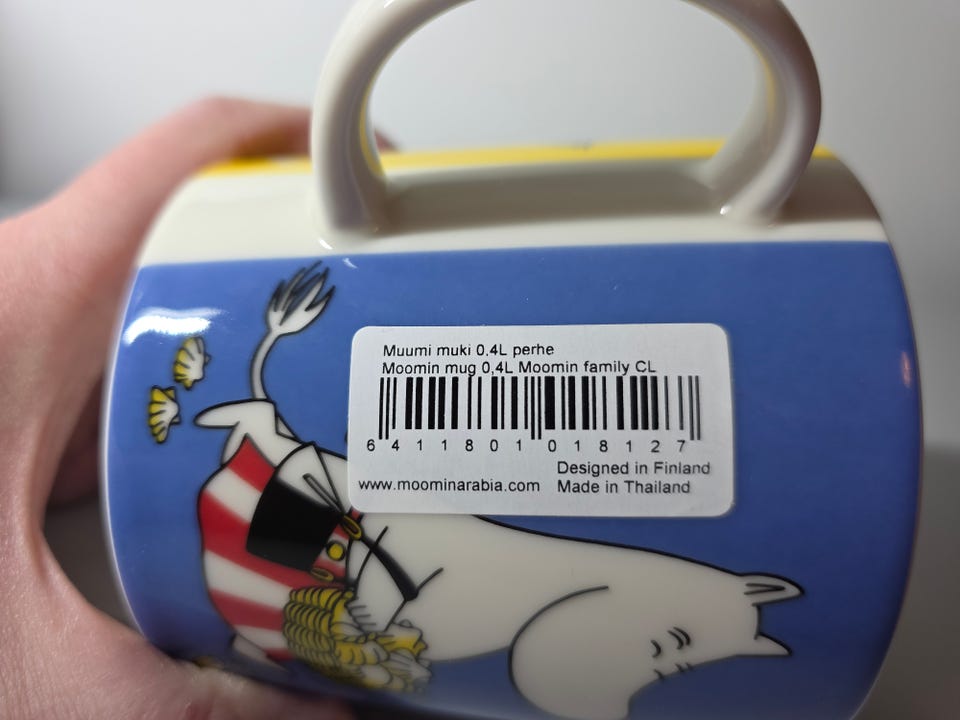 Muumi muki 0,4L perhe
Moomin mug 0,4L Moomin family CL
6 411801 018127
Designed in Finland
www.moominarabia.com Made in Thailand